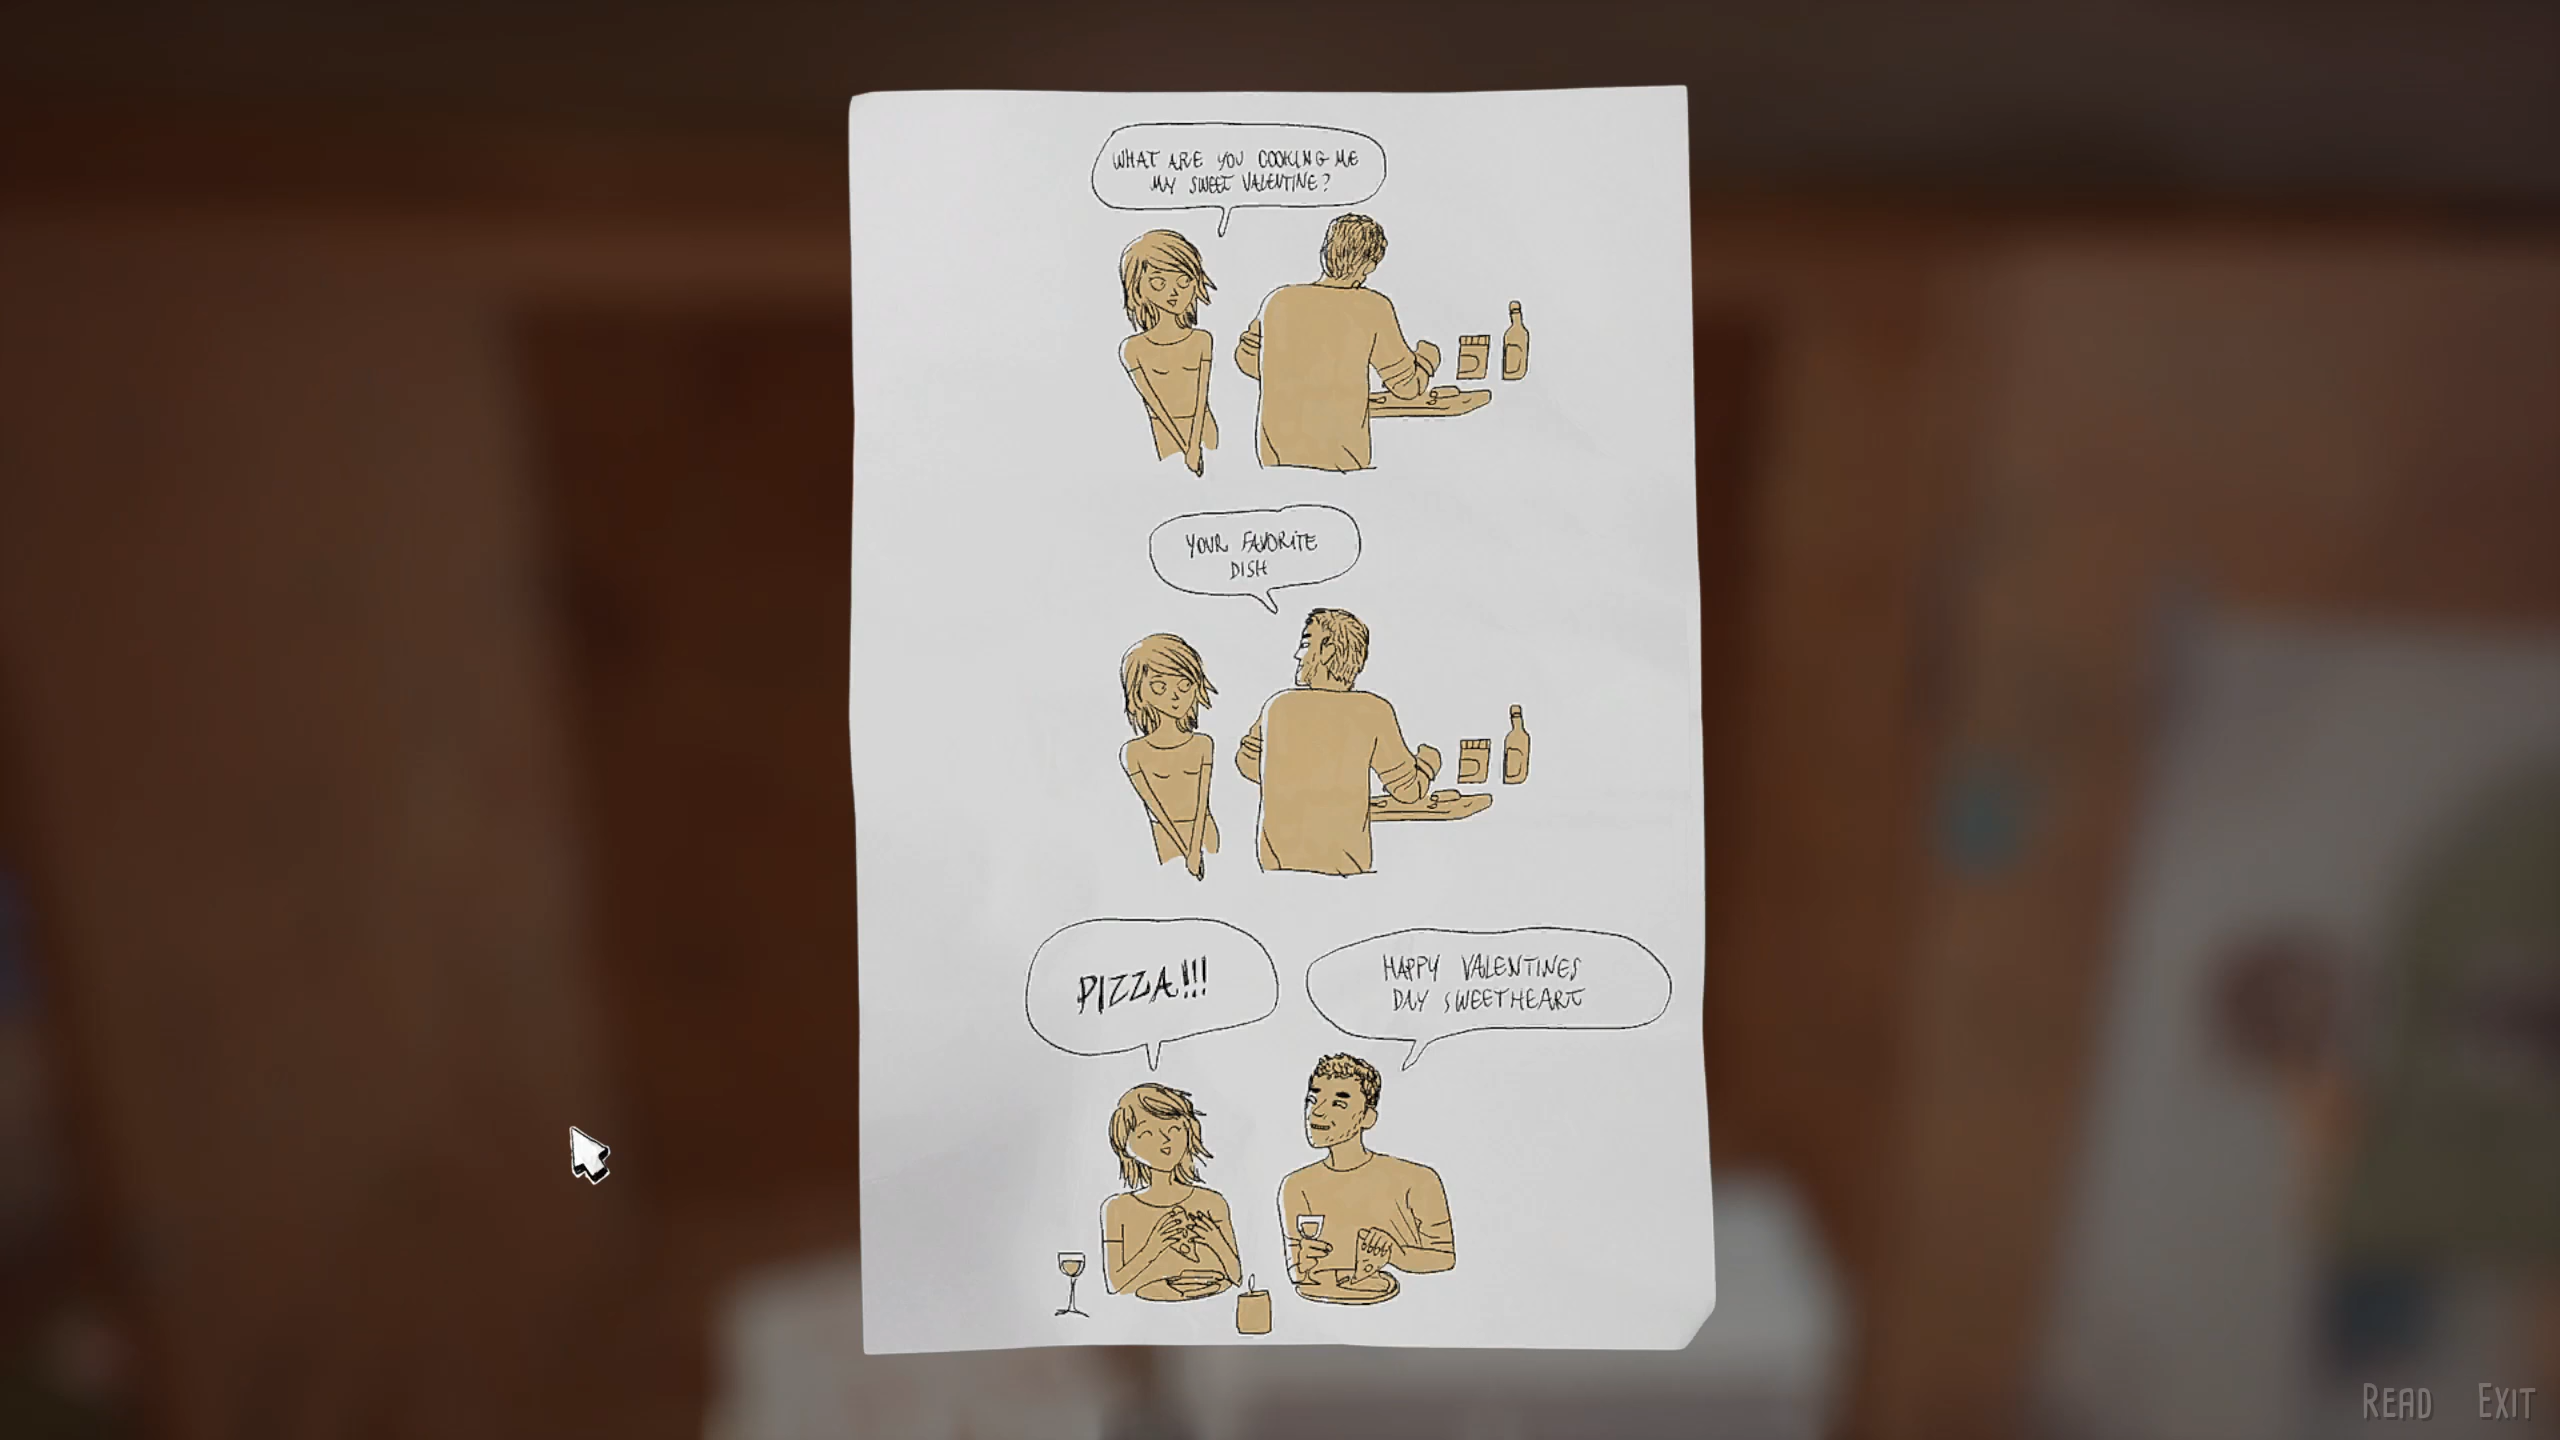 WHAT ARE YOU COOKING ME
MY SWEET VALENTINE?
YOUR FAVORITE
DISH
PIZZA!!!
HAPPY VALENTINES
DAY SWEETHEART
READ EXIT